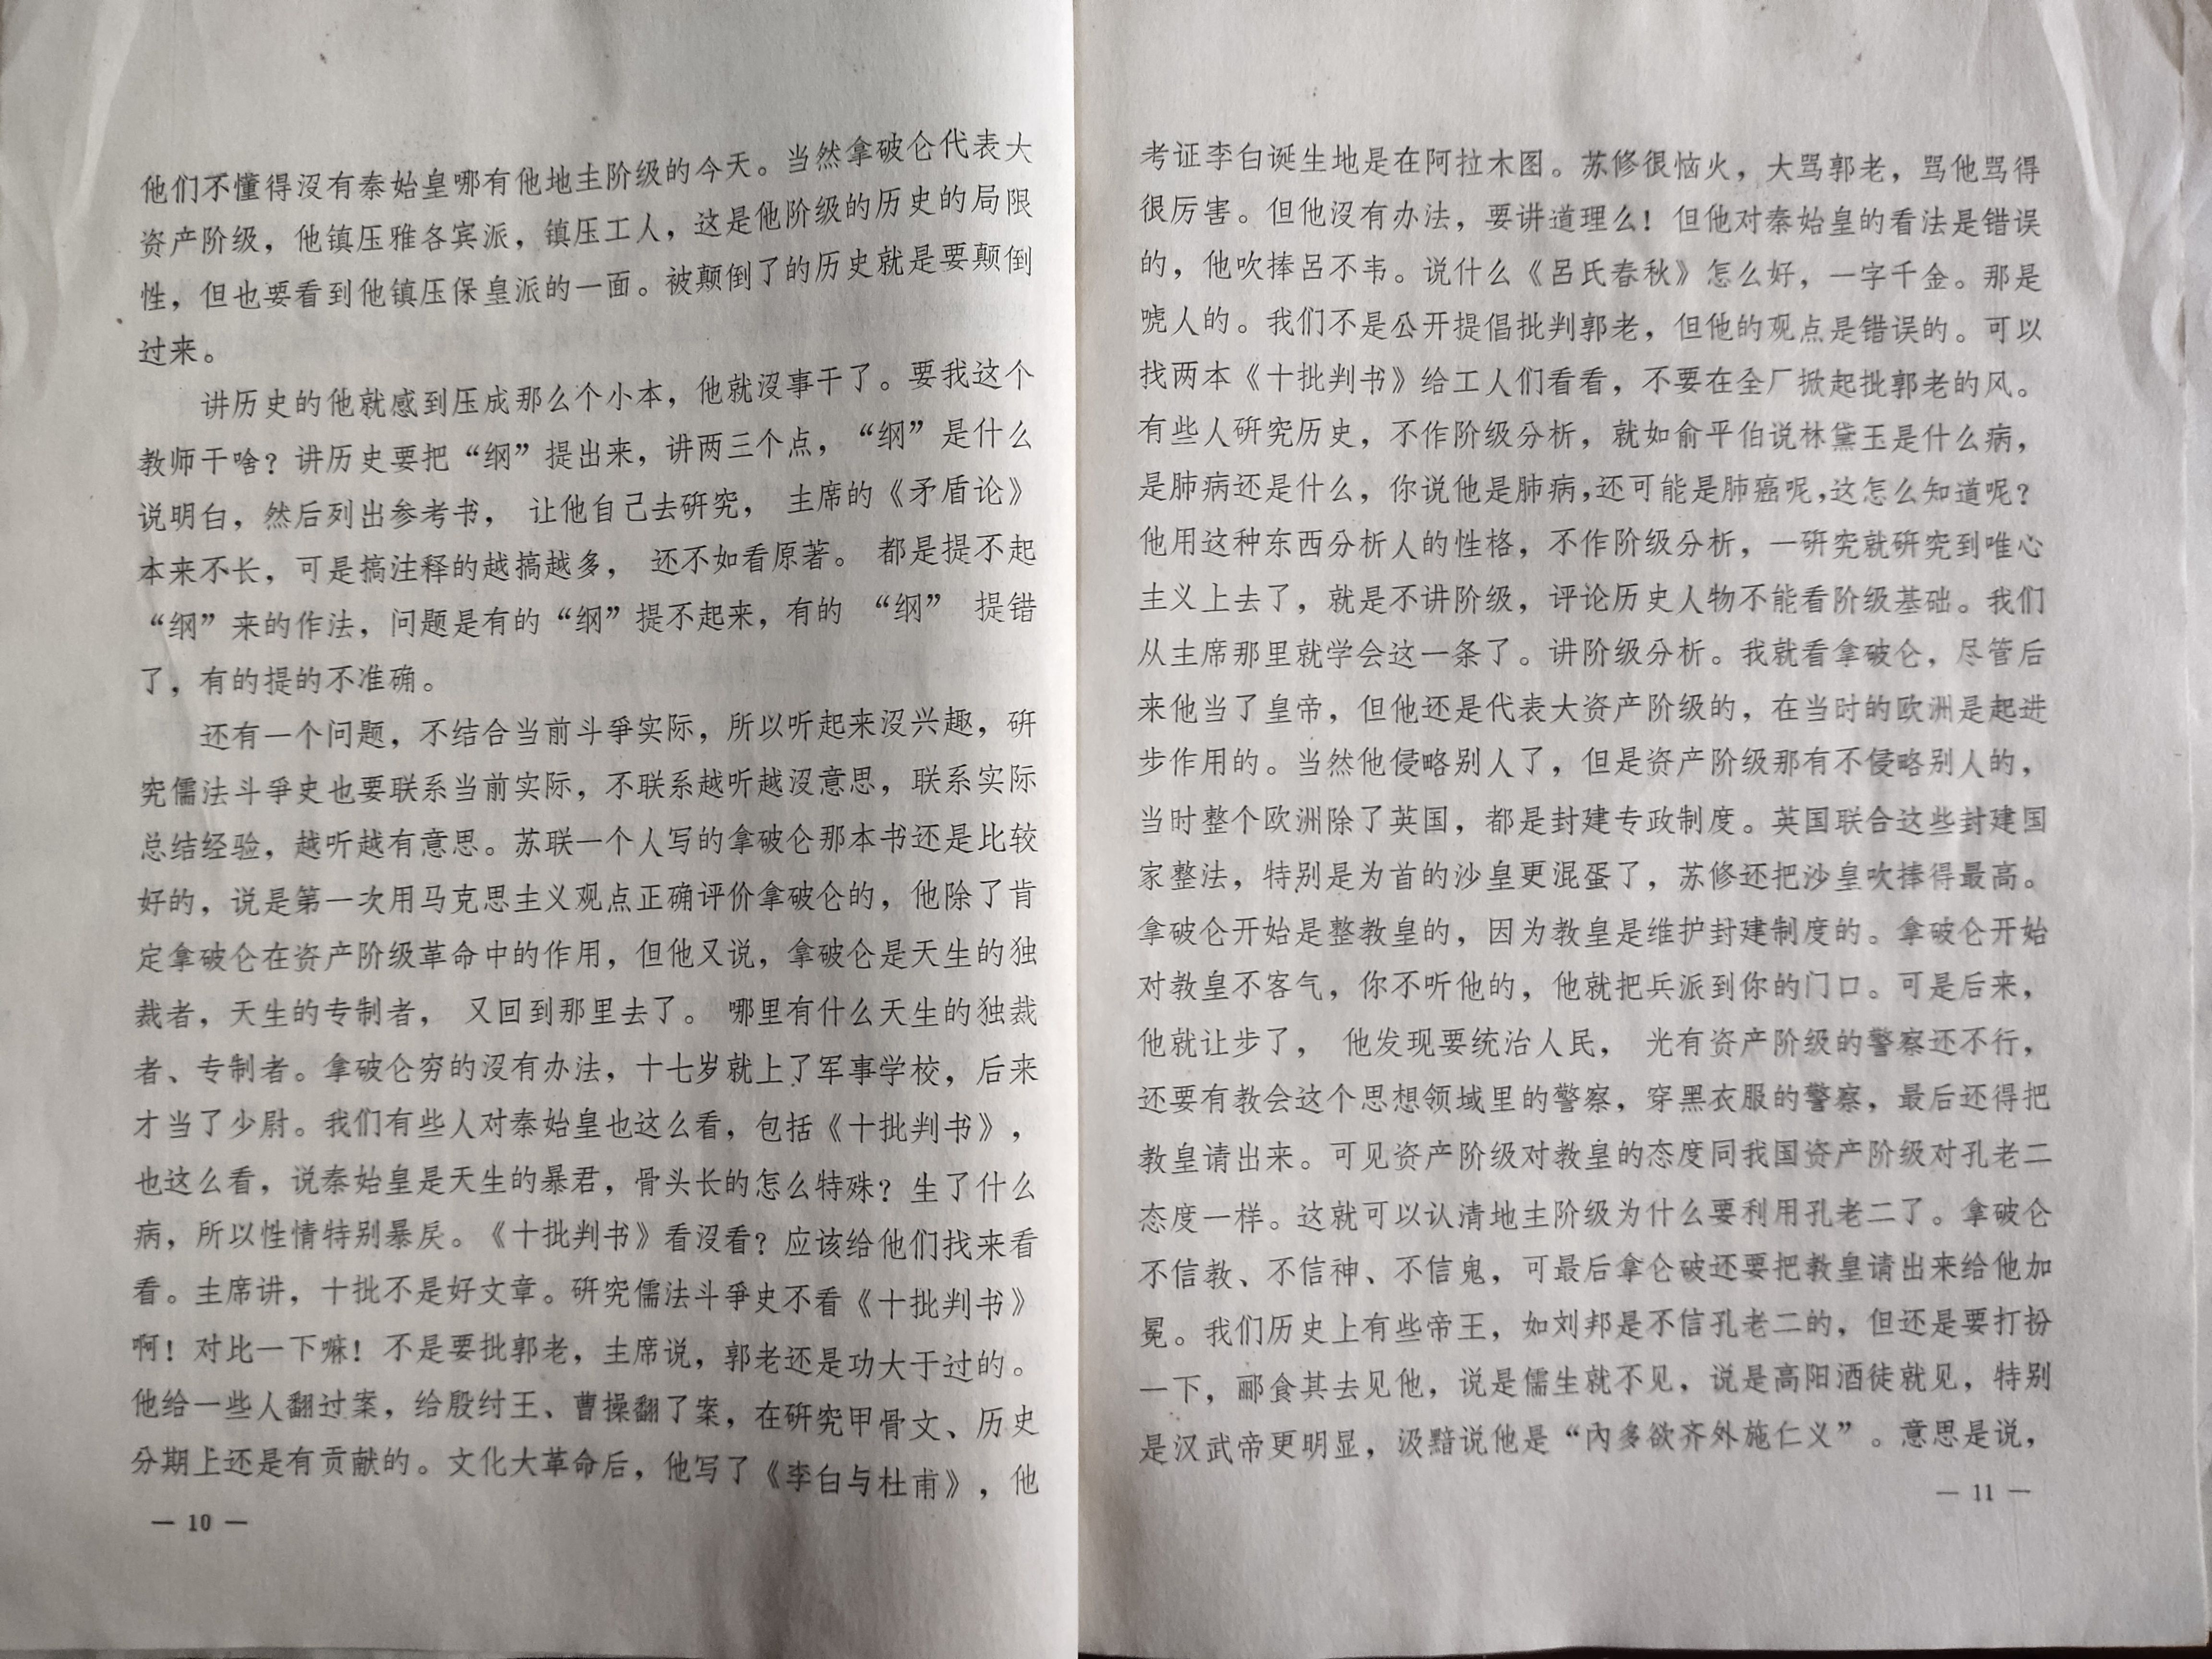 他们不懂得沒有秦始皇哪有他地主阶级的今天。当然拿破仑代表大
资产阶级，他镇压雅各宾派，镇压工人，这是他阶级的历史的局限
性，但也要看到他镇压保皇派的一面。被颠倒了的历史就是要颠倒
过来。
讲历史的他就感到压成那么个小本，他就沒事干了。要我这个
教师干啥？讲历史要把“纲”提出来，讲两三个点，“纲”是什么
说明白，然后列出参考书，让他自己去研究，主席的《矛盾论》
本来不长，可是搞注释的越搞越多，还不如看原著。都是提不起
“纲”来的作法，问题是有的“纲”提不起来，有的“纲”提错
了，有的提的不准确。
还有一个问题，不结合当前斗爭实际，所以听起来沒兴趣，研
究儒法斗爭史也要联系当前实际，不联系越听越沒意思，联系实际
总结经验，越听越有意思。苏联一个人写的拿破仑那本书还是比较
好的，说是第一次用马克思主义观点正确评价拿破仑的，他除了肯
定拿破仑在资产阶级革命中的作用，但他又说，拿破仑是天生的独
裁者，天生的专制者，又回到那里去了。哪里有什么天生的独裁
者、专制者。拿破仑穷的沒有办法，十七岁就上了军事学校，后来
才当了少尉。我们有些人对秦始皇也这么看，包括《十批判书》，
也这么看，说秦始皇是天生的暴君，骨头长的怎么特殊？生了什么
病，所以性情特别暴戾。《十批判书》看沒看？应该给他们找来看
看。主席讲，十批不是好文章。研究儒法斗爭史不看《十批判书》
啊！对比一下嘛！不是要批郭老，主席说，郭老还是功大于过的。
他给一些人翻过案，给殷纣王、曹操翻了案，在研究甲骨文、历史
分期上还是有贡献的。文化大革命后，他写了《李白与杜甫》，他
— 10 —
考证李白诞生地是在阿拉木图。苏修很恼火，大骂郭老，骂他骂得
很厉害。但他沒有办法，要讲道理么！但他对秦始皇的看法是错误
的，他吹捧吕不韦。说什么《吕氏春秋》怎么好，一字千金。那是
唬人的。我们不是公开提倡批判郭老，但他的观点是错误的。可以
找两本《十批判书》给工人们看看，不要在全厂掀起批郭老的风。
有些人研究历史，不作阶级分析，就如俞平伯说林黛玉是什么病，
是肺病还是什么，你说他是肺病，还可能是肺癌呢，这怎么知道呢？
他用这种东西分析人的性格，不作阶级分析，一研究就研究到唯心
主义上去了，就是不讲阶级，评论历史人物不能看阶级基础。我们
从主席那里就学会这一条了。讲阶级分析。我就看拿破仑，尽管后
来他当了皇帝，但他还是代表大资产阶级的，在当时的欧洲是起进
步作用的。当然他侵略别人了，但是资产阶级那有不侵略别人的，
当时整个欧洲除了英国，都是封建专政制度。英国联合这些封建国
家整法，特别是为首的沙皇更混蛋了，苏修还把沙皇吹捧得最高。
拿破仑开始是整教皇的，因为教皇是维护封建制度的。拿破仑开始
对教皇不客气，你不听他的，他就把兵派到你的门口。可是后来，
他就让步了，他发现要统治人民，光有资产阶级的警察还不行，
还要有教会这个思想领域里的警察，穿黑衣服的警察，最后还得把
教皇请出来。可见资产阶级对教皇的态度同我国资产阶级对孔老二
态度一样。这就可以认清地主阶级为什么要利用孔老二了。拿破仑
不信教、不信神、不信鬼，可最后拿仑破还要把教皇请出来给他加
冕。我们历史上有些帝王，如刘邦是不信孔老二的，但还是要打扮
一下，郦食其去见他，说是儒生就不见，说是高阳酒徒就见，特别
是汉武帝更明显，汲黯说他是“內多欲齐外施仁义”。意思是说，
— 11 —